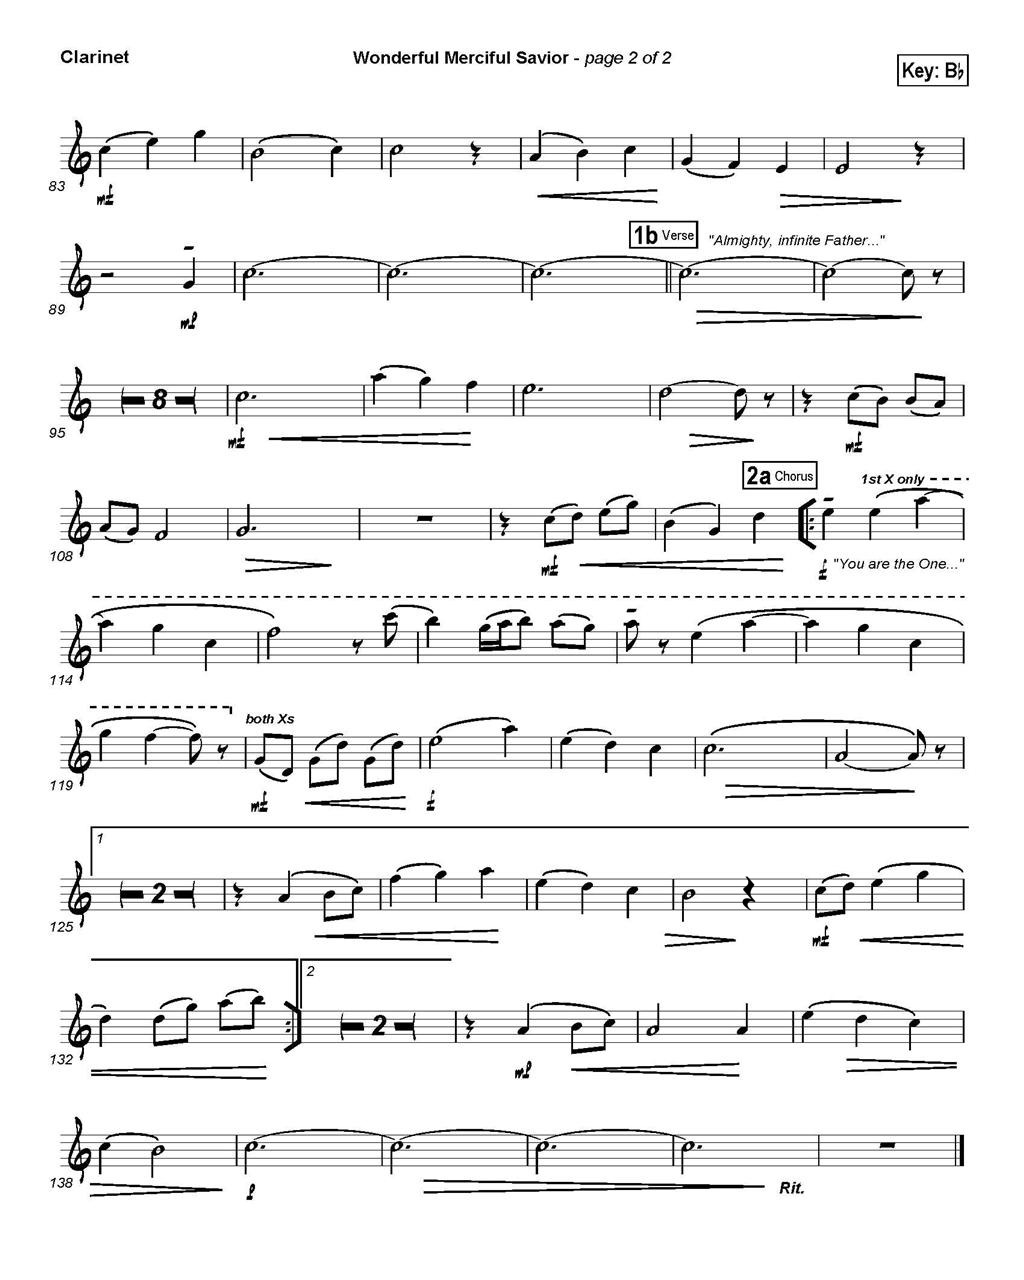 Clarinet
Wonderful Merciful Savior - page 2 of 2
Key: B♭
83
mf
1b Verse
"Almighty, infinite Father..."
89
mp
8
95
mf
mf
2a Chorus
1st X only
108
mf
f
"You are the One..."
114
both Xs
119
mf
f
1
2
125
mf
2
2
132
mp
138
p
Rit.